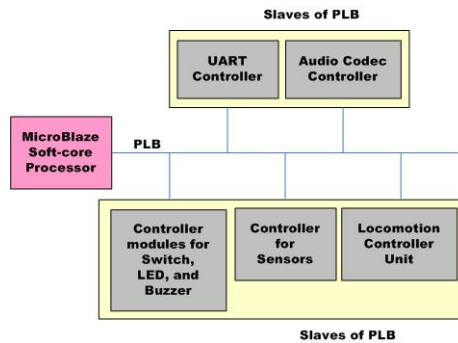 Slaves of PLB
UART
Controller
Audio Codec
Controller
MicroBlaze
Soft-core
Processor
PLB
Controller
modules for
Switch,
LED, and
Buzzer
Controller
for
Sensors
Locomotion
Controller
Unit
Slaves of PLB